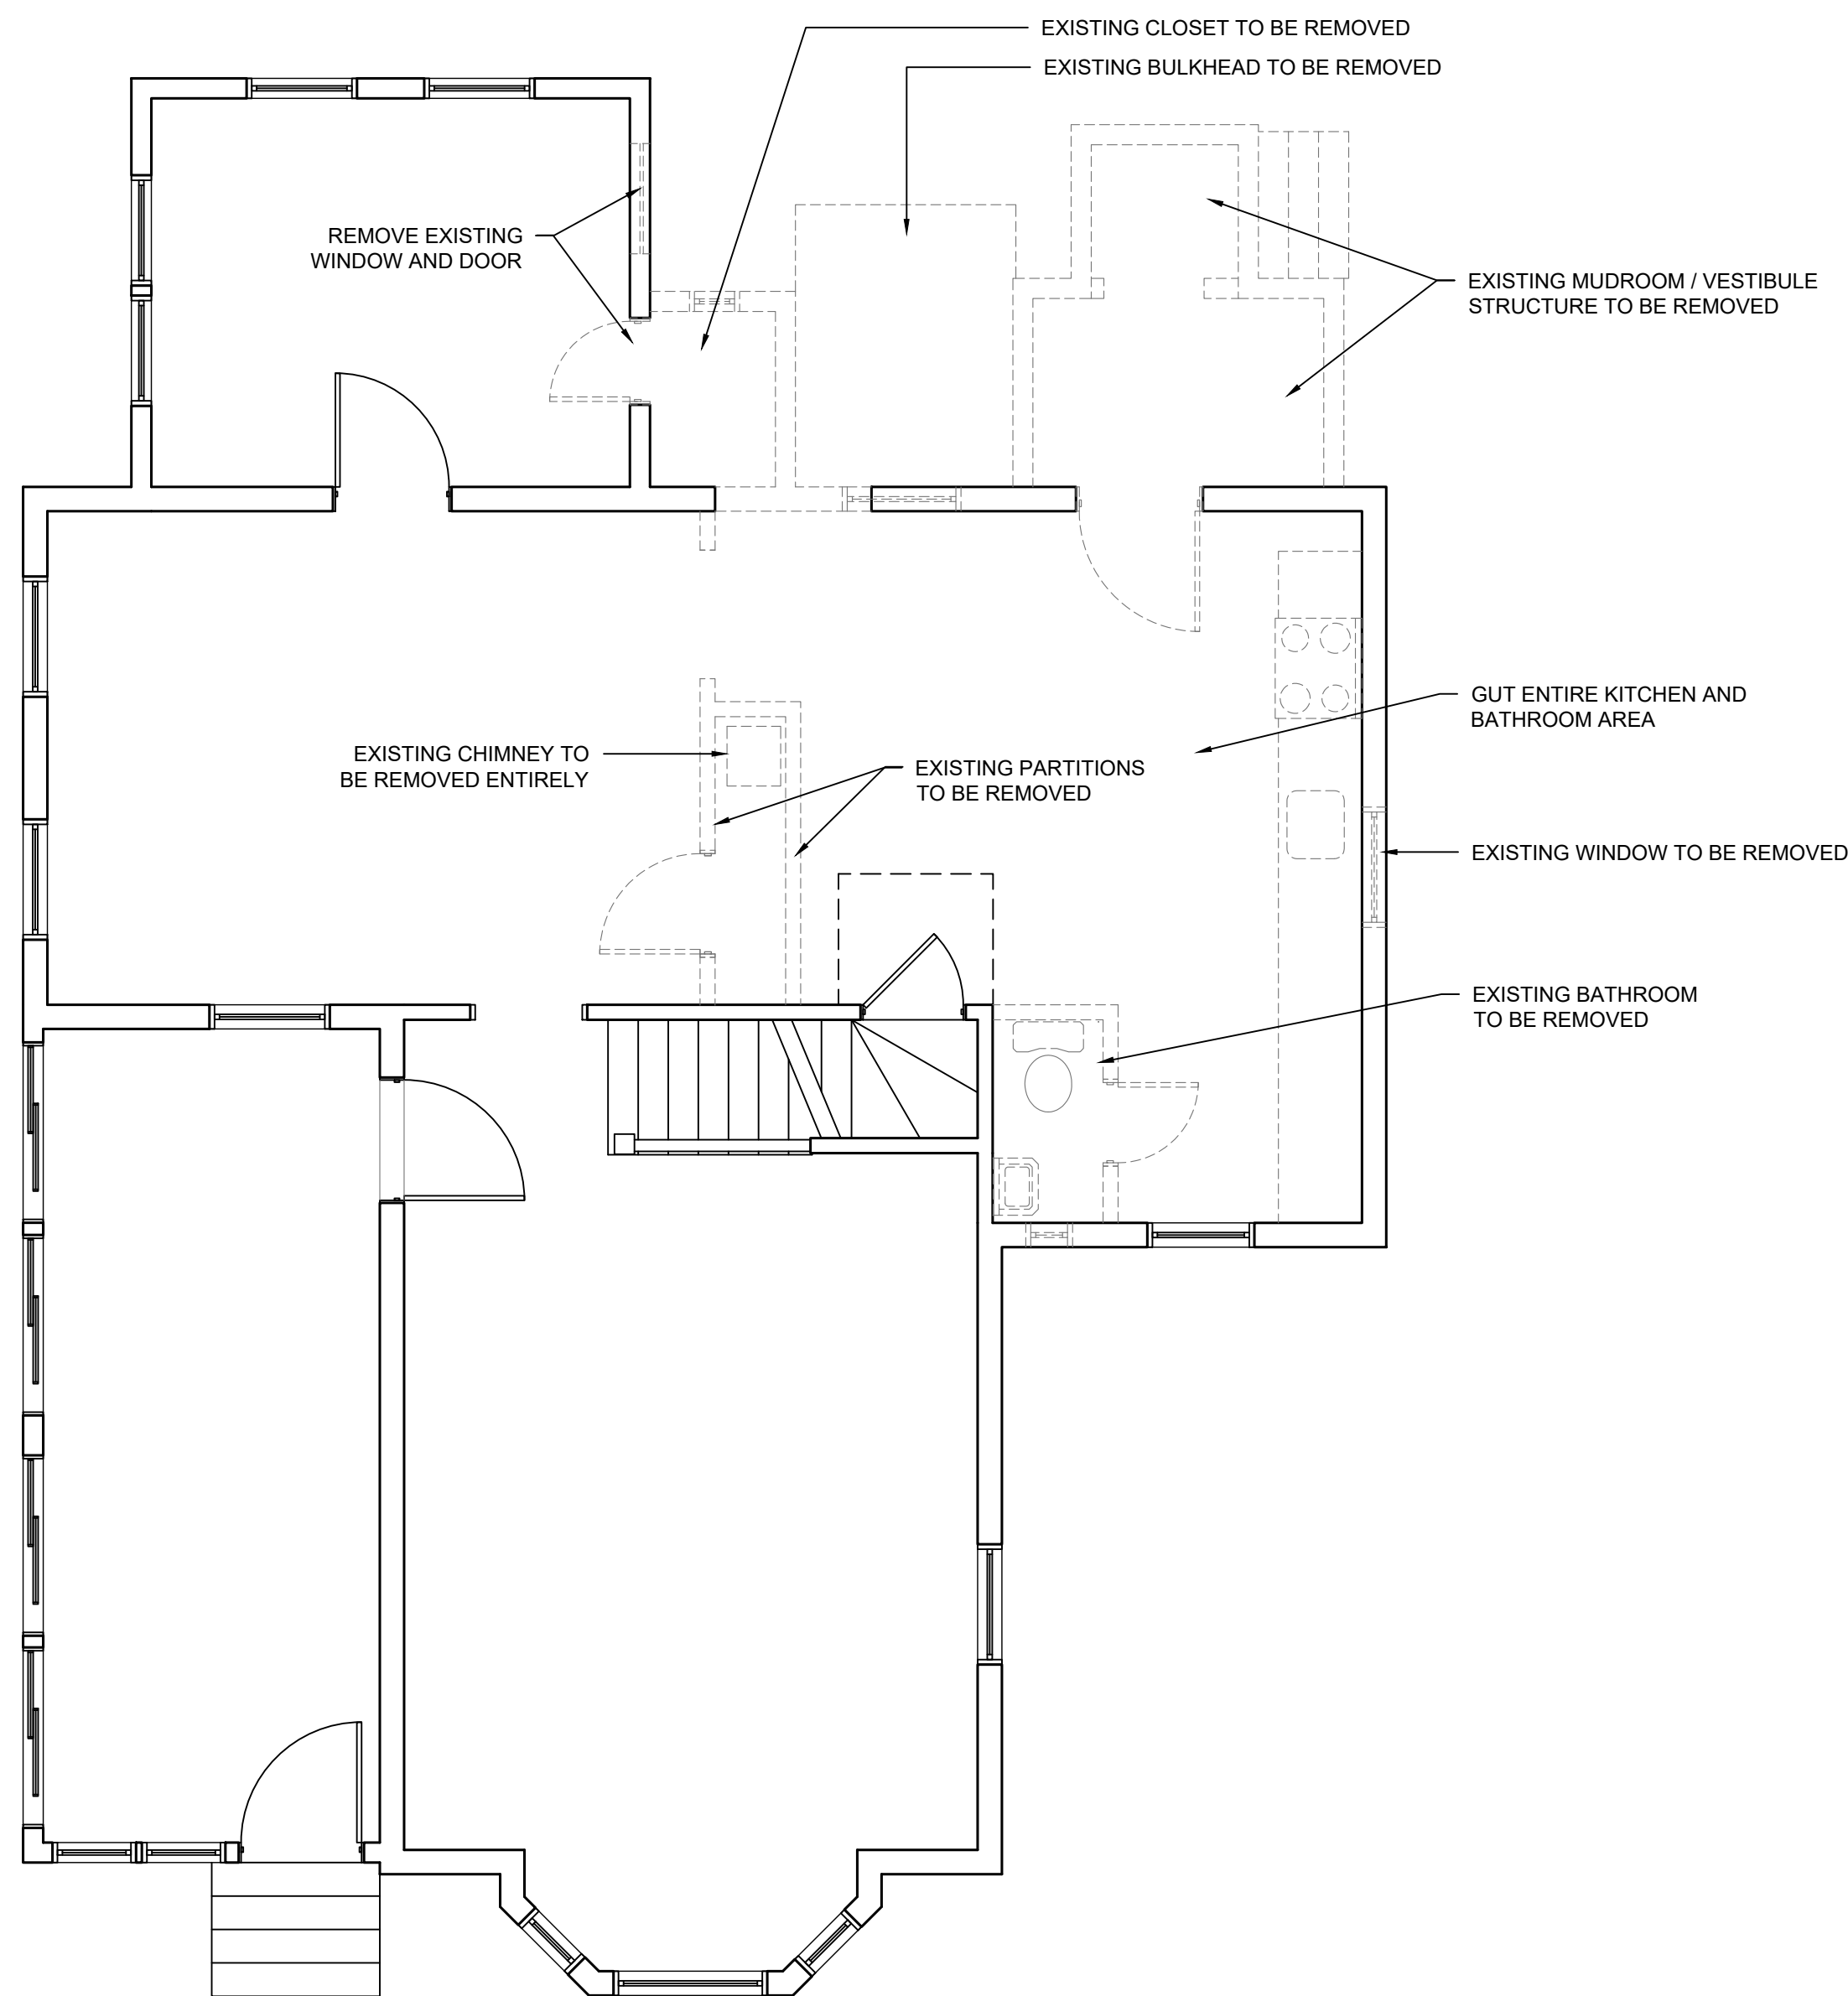 EXISTING CLOSET TO BE REMOVED
EXISTING BULKHEAD TO BE REMOVED
REMOVE EXISTING
WINDOW AND DOOR
EXISTING MUDROOM / VESTIBULE
STRUCTURE TO BE REMOVED
GUT ENTIRE KITCHEN AND
BATHROOM AREA
EXISTING CHIMNEY TO
BE REMOVED ENTIRELY
EXISTING PARTITIONS
TO BE REMOVED
EXISTING WINDOW TO BE REMOVED
EXISTING BATHROOM
TO BE REMOVED